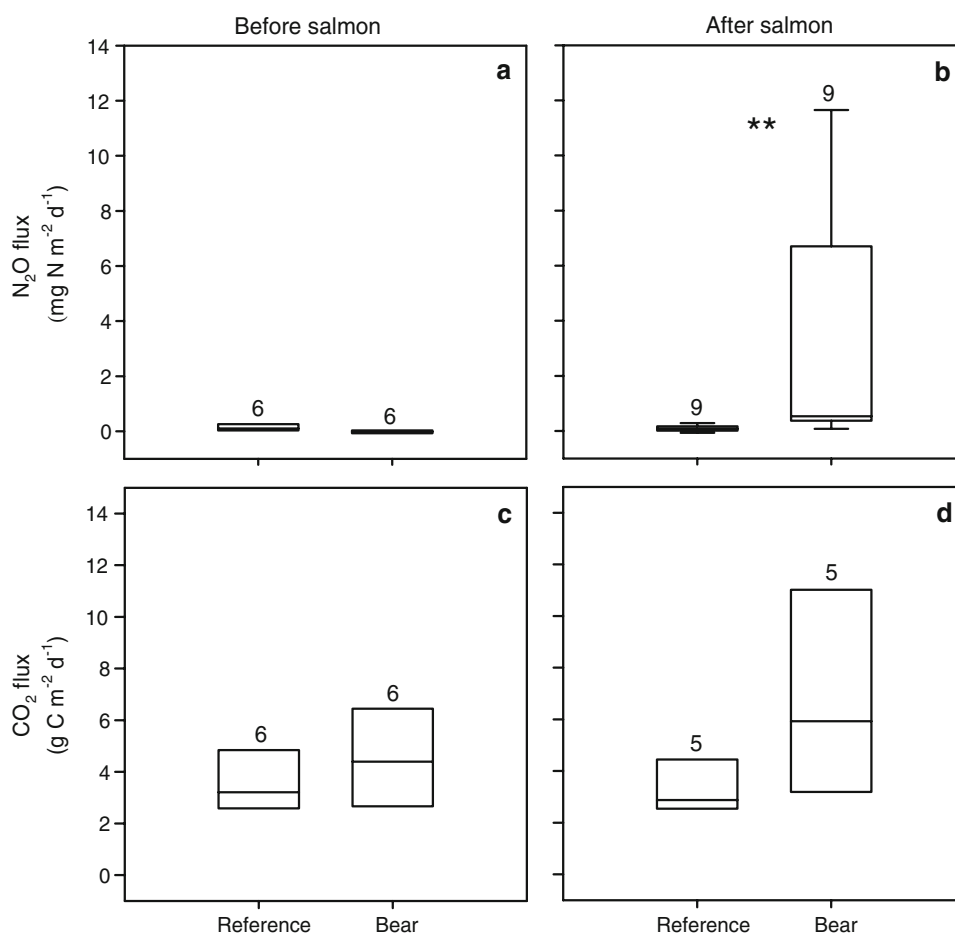 Before salmon
After salmon
a
b
14
12
10
8
6
4
2
0
N₂O flux
(mg N m⁻² d⁻¹)
6
6
**
9
9
c
d
14
12
10
8
6
4
2
0
CO₂ flux
(g C m⁻² d⁻¹)
6
6
5
5
Reference
Bear
Reference
Bear